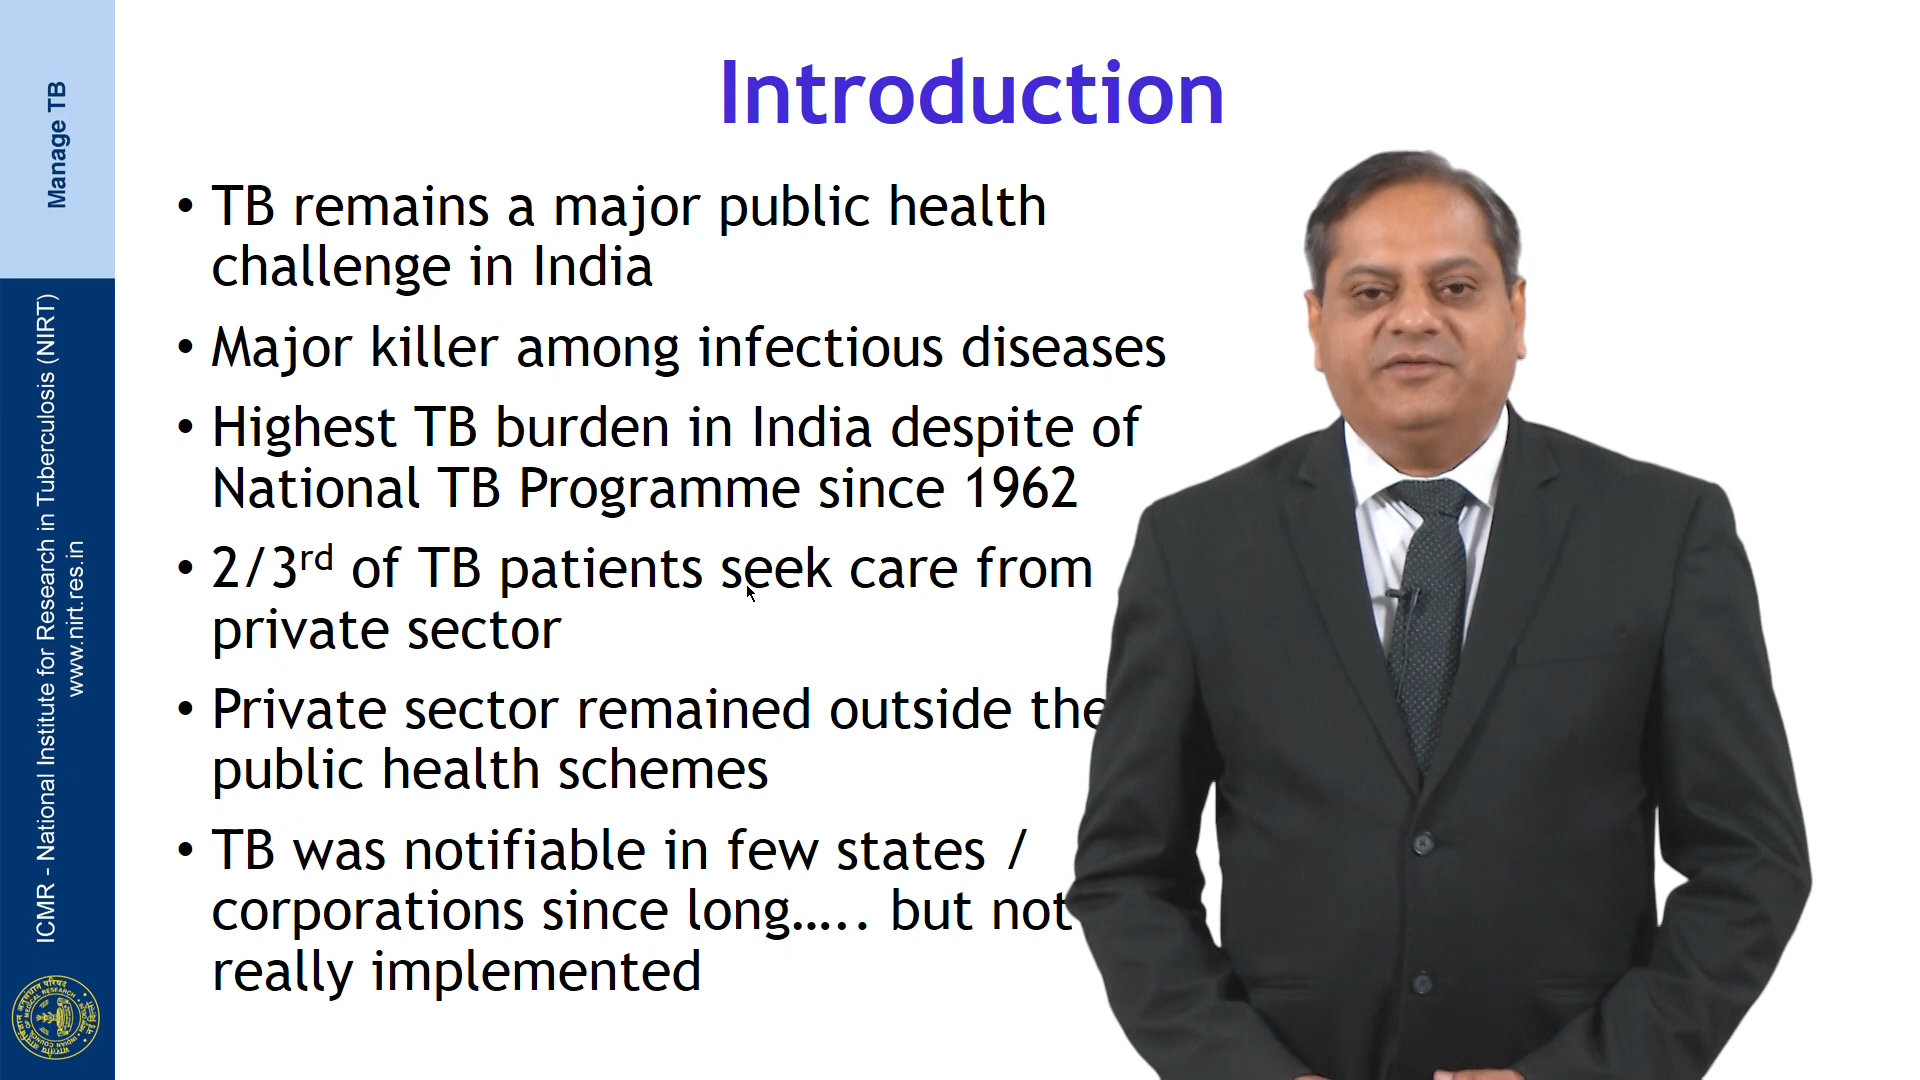 Manage TB
ICMR - National Institute for Research in Tuberculosis (NIRT)
www.nirt.res.in
Introduction
• TB remains a major public health
challenge in India
• Major killer among infectious diseases
• Highest TB burden in India despite of
National TB Programme since 1962
• 2/3rd of TB patients seek care from
private sector
• Private sector remained outside the
public health schemes
• TB was notifiable in few states /
corporations since long….. but not
really implemented